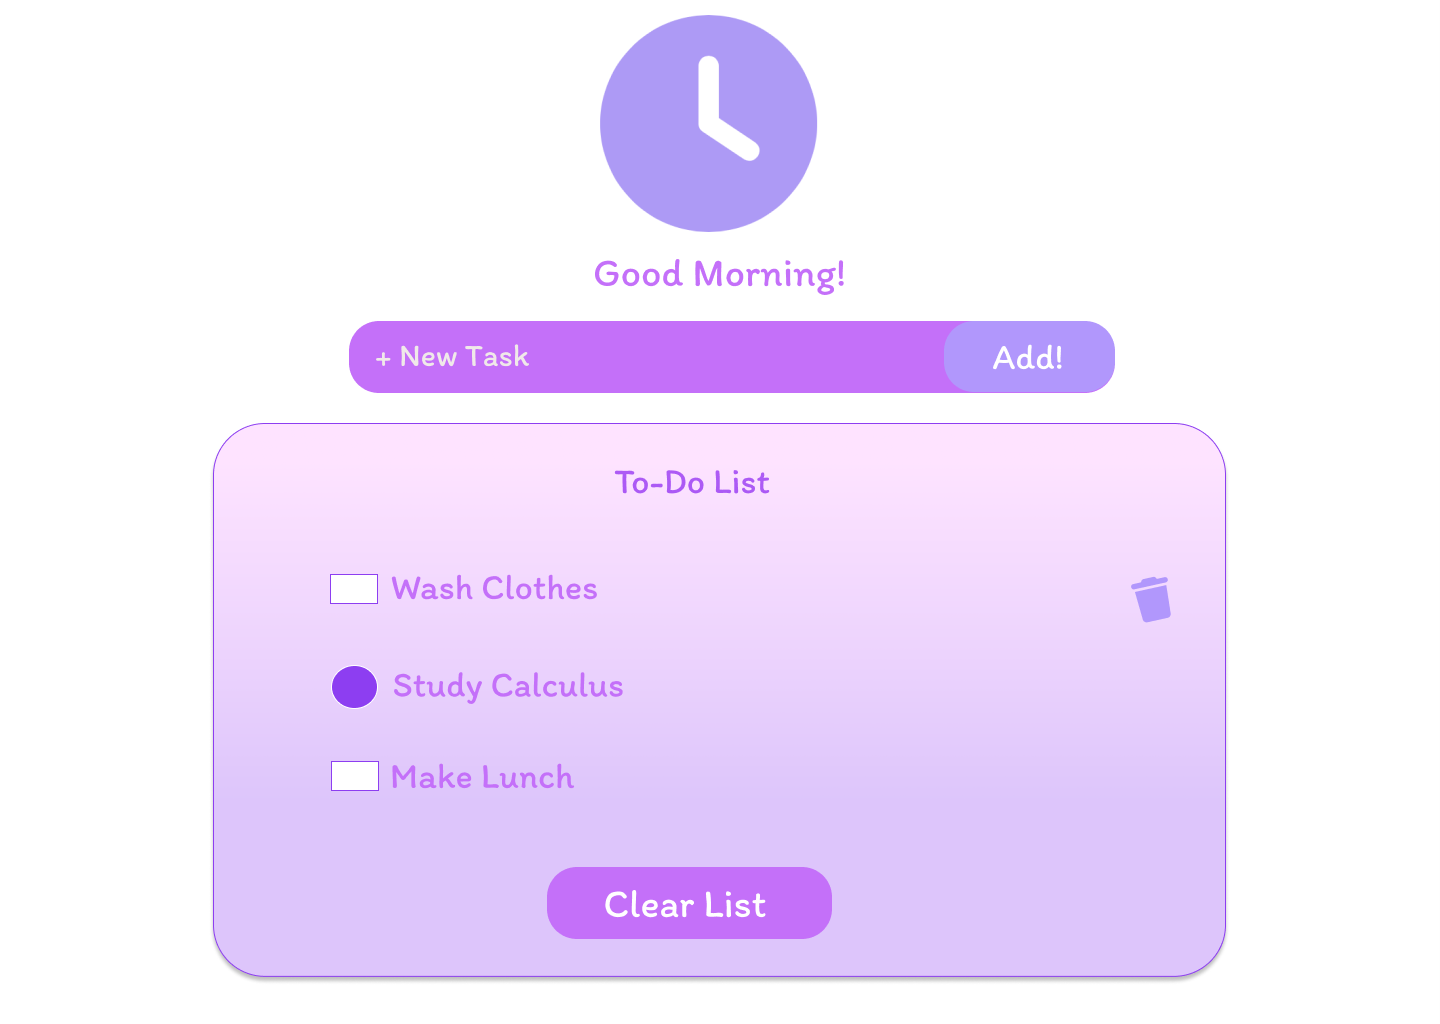 Good Morning!
+ New Task
Add!
To-Do List
Wash Clothes
Study Calculus
Make Lunch
Clear List